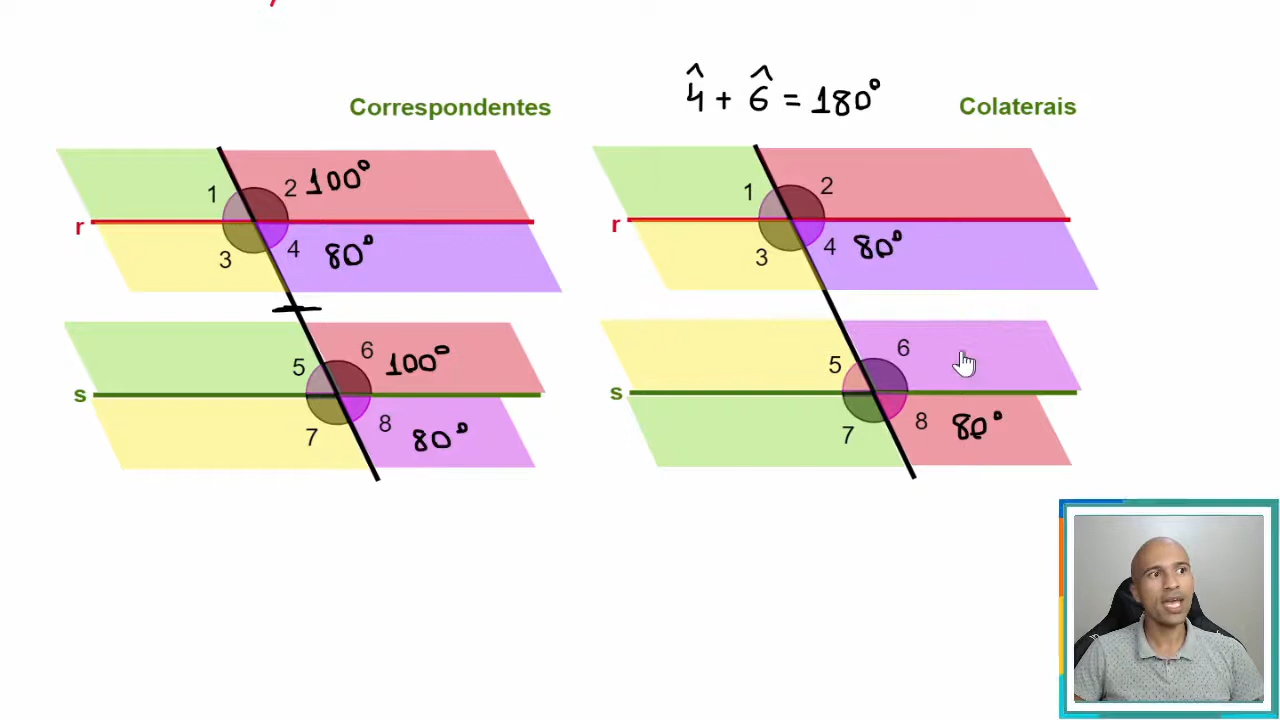 4̂ + 6̂ = 180°
Correspondentes
Colaterais
1
2 100°
r
3
4 80°
5
6 100°
s
7
8 80°
1
2
r
3
4 80°
5
6
s
7
8 80°